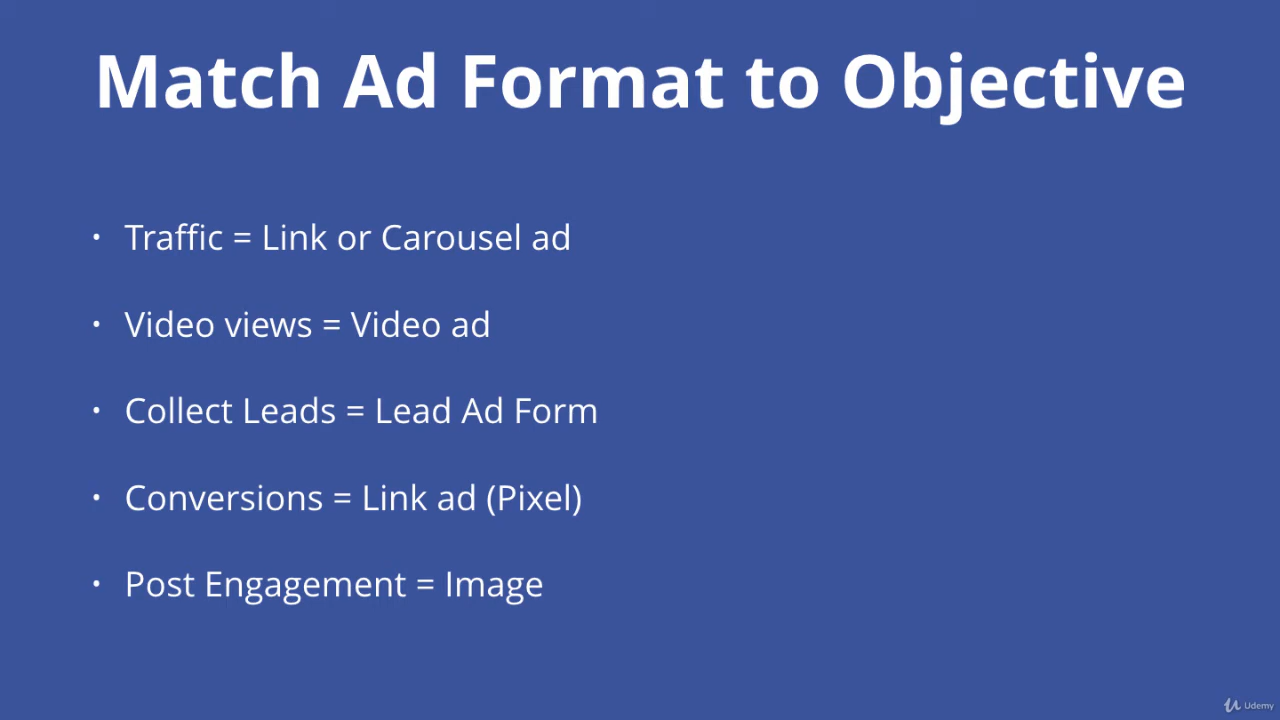 Match Ad Format to Objective
• Traffic = Link or Carousel ad
• Video views = Video ad
• Collect Leads = Lead Ad Form
• Conversions = Link ad (Pixel)
• Post Engagement = Image
Udemy